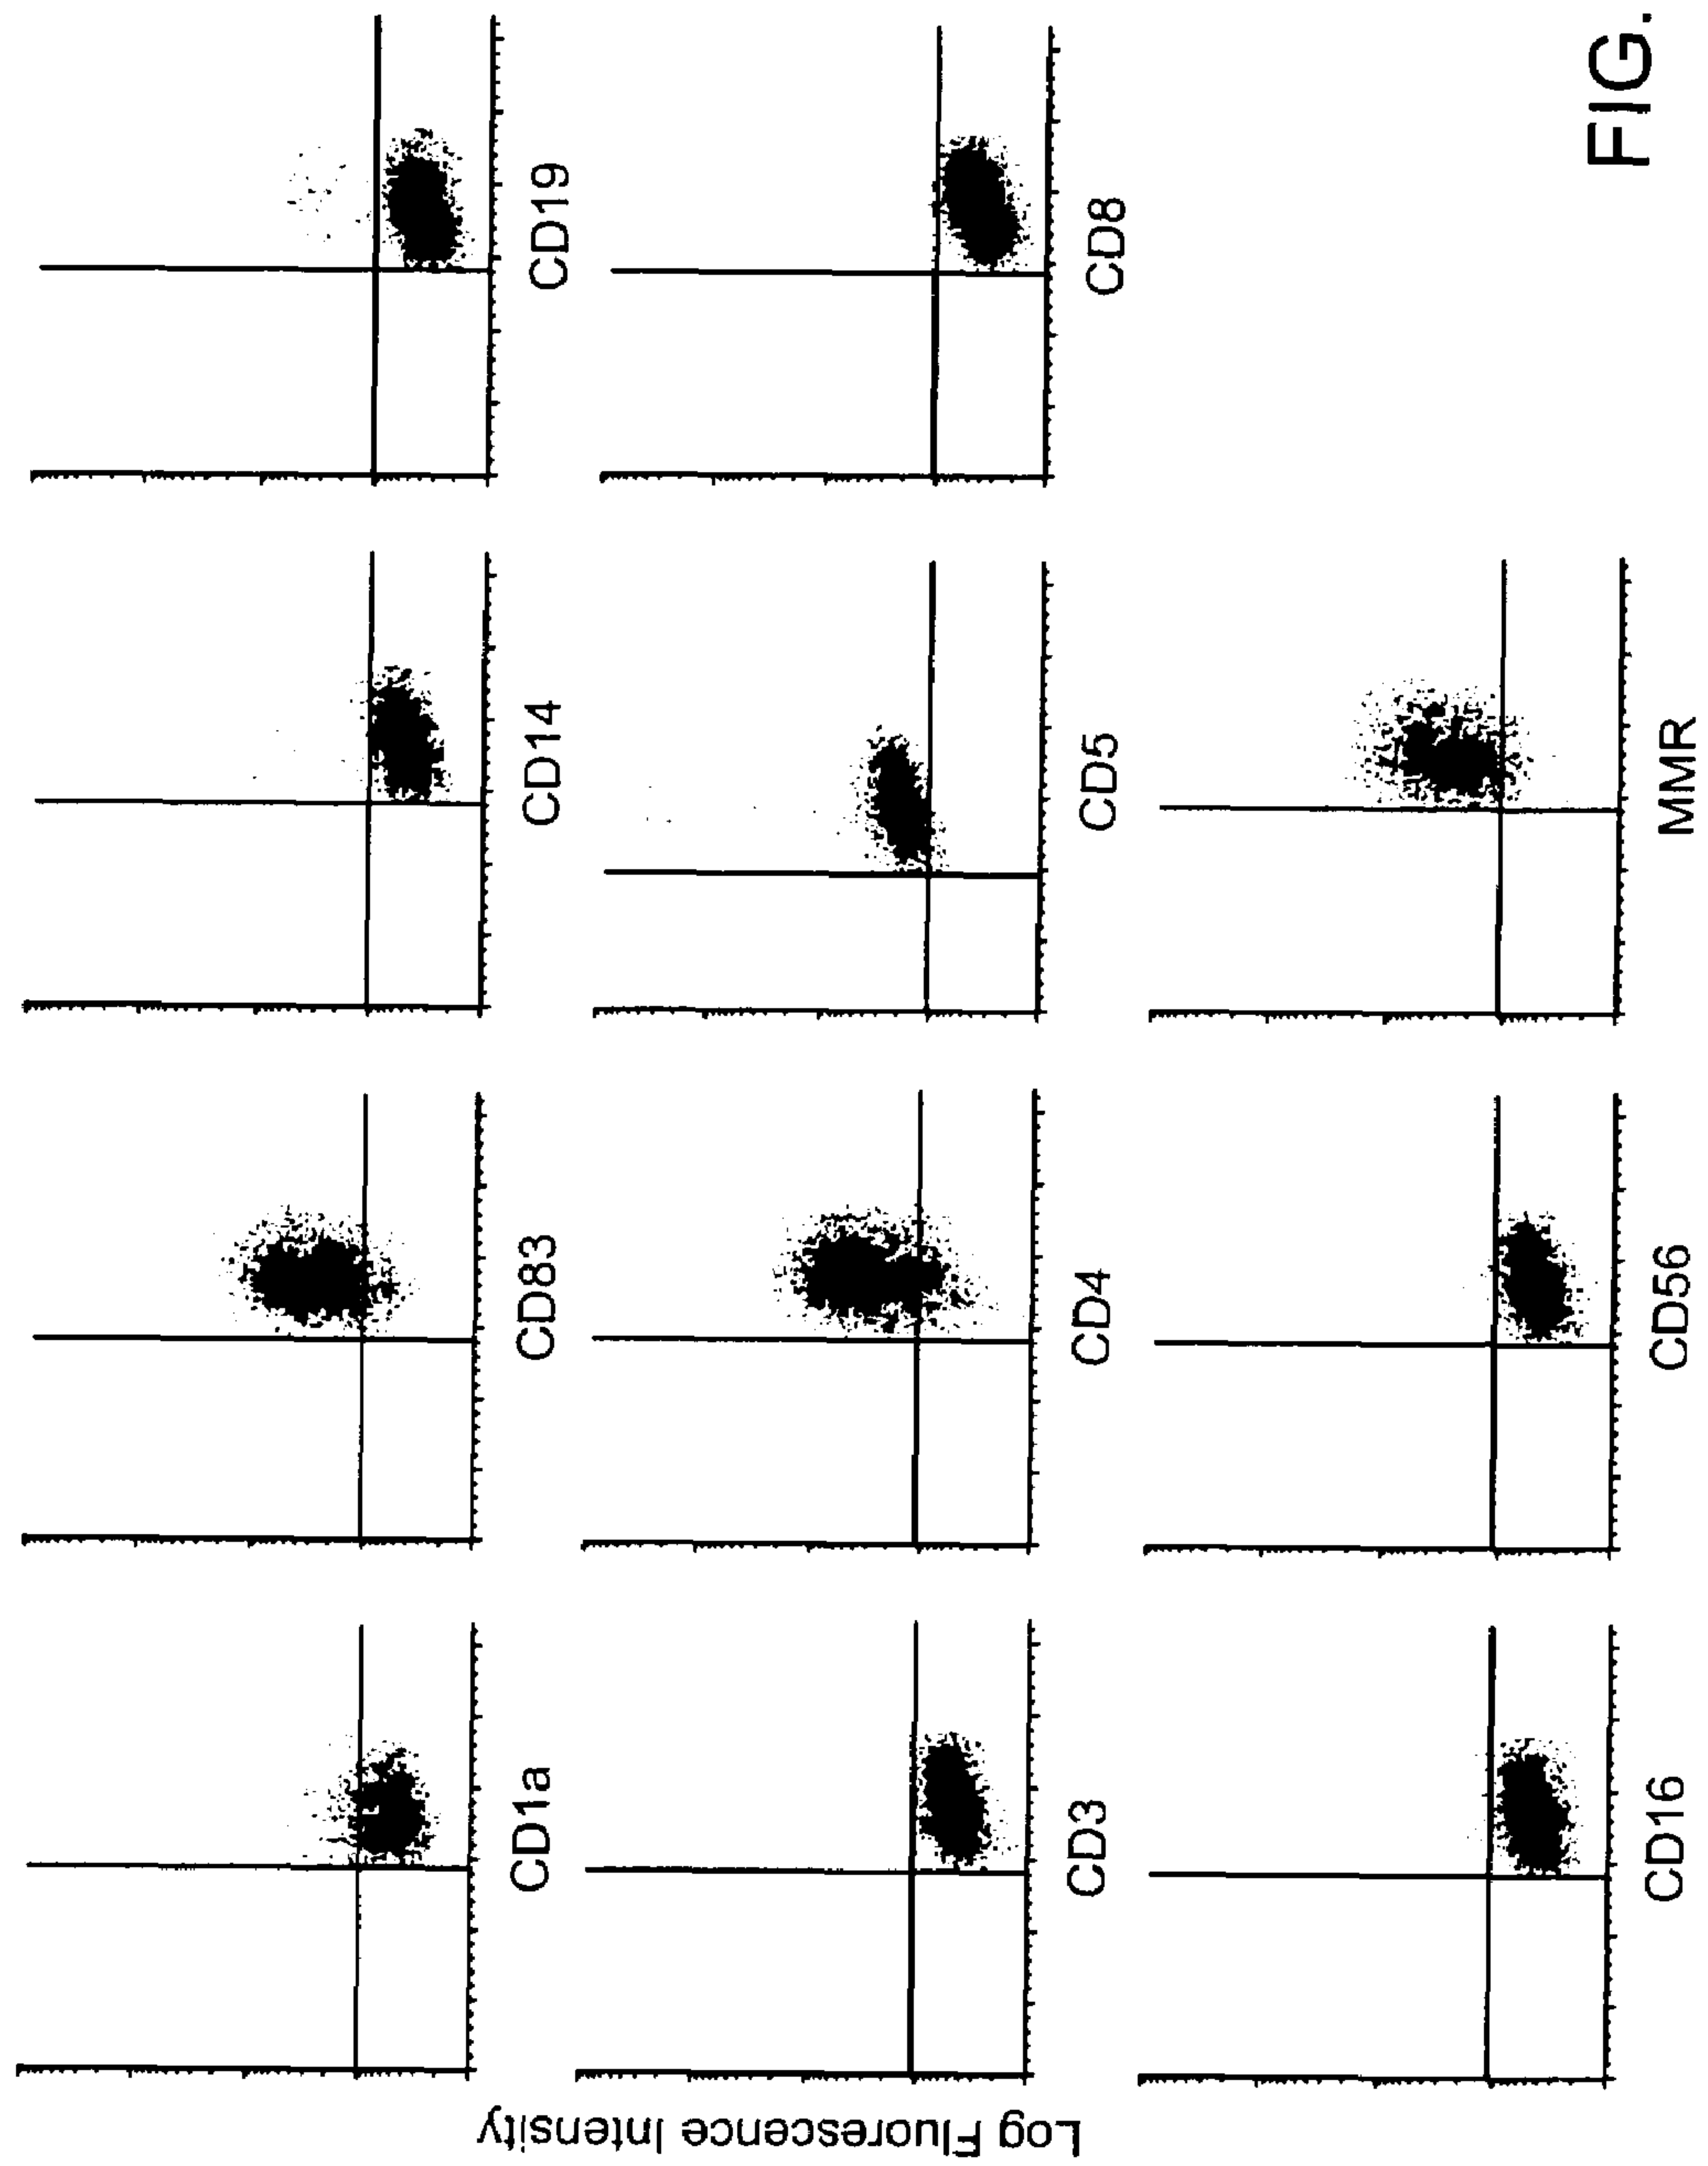 CD1a
CD83
CD14
CD19
CD3
CD4
CD5
CD8
CD16
CD56
MMR
Log Fluorescence Intensity
FIG.